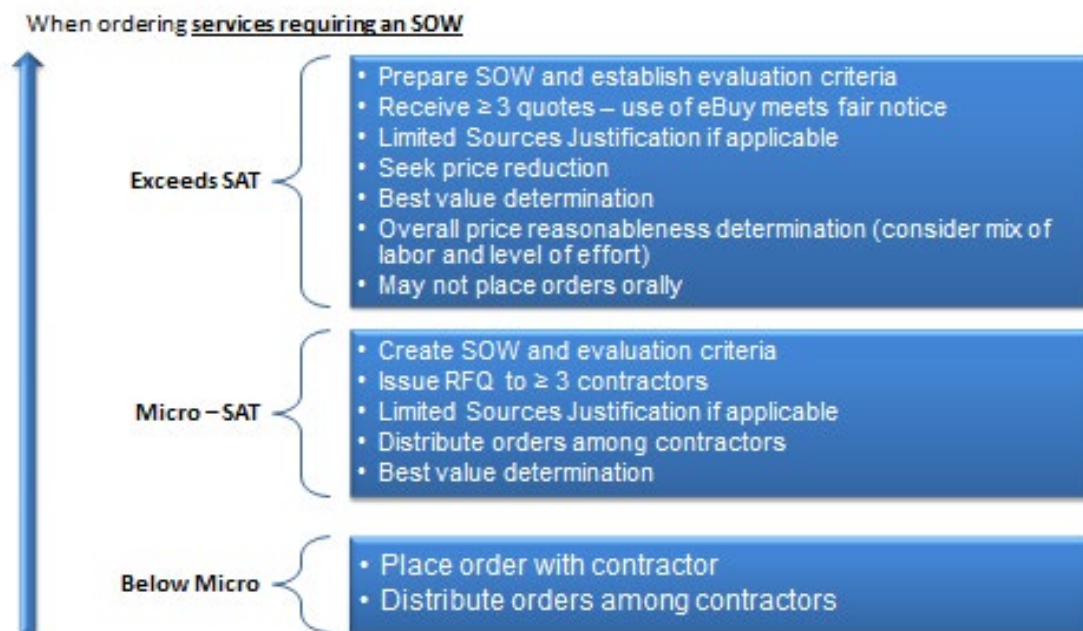 When ordering services requiring an SOW
Exceeds SAT
• Prepare SOW and establish evaluation criteria
• Receive ≥ 3 quotes – use of eBuy meets fair notice
• Limited Sources Justification if applicable
• Seek price reduction
• Best value determination
• Overall price reasonableness determination (consider mix of
labor and level of effort)
• May not place orders orally
Micro – SAT
• Create SOW and evaluation criteria
• Issue RFQ to ≥ 3 contractors
• Limited Sources Justification if applicable
• Distribute orders among contractors
• Best value determination
Below Micro
• Place order with contractor
• Distribute orders among contractors